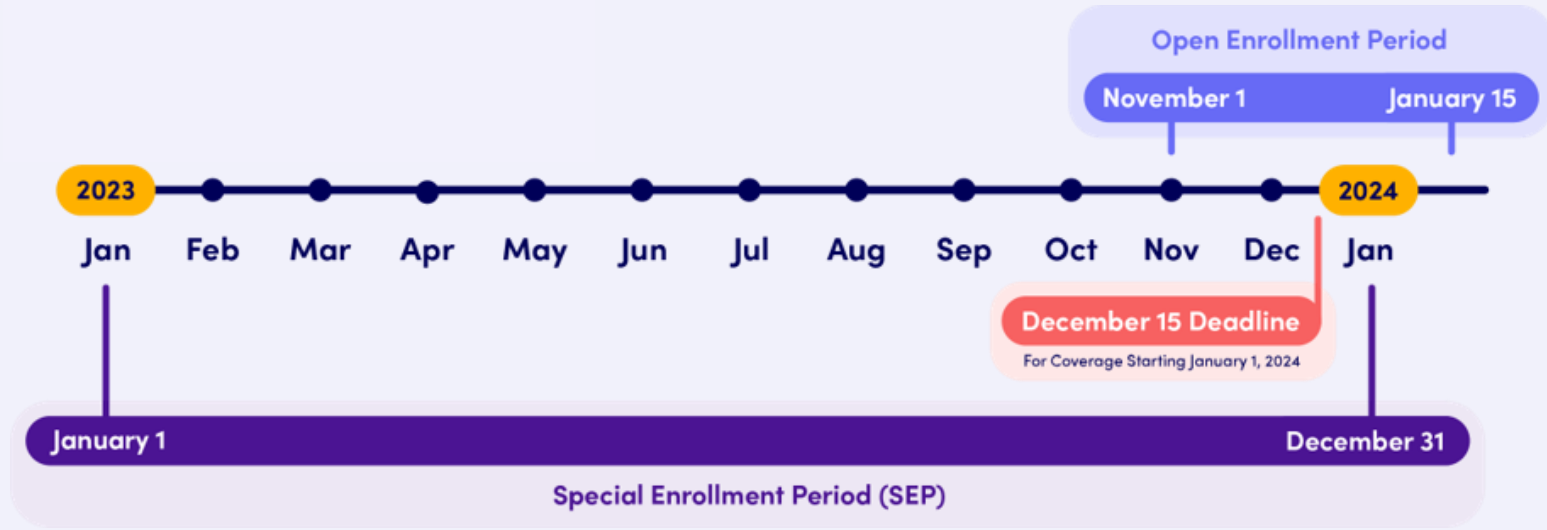 Open Enrollment Period
November 1 January 15
2023 2024
Jan Feb Mar Apr May Jun Jul Aug Sep Oct Nov Dec Jan
December 15 Deadline
For Coverage Starting January 1, 2024
January 1 December 31
Special Enrollment Period (SEP)